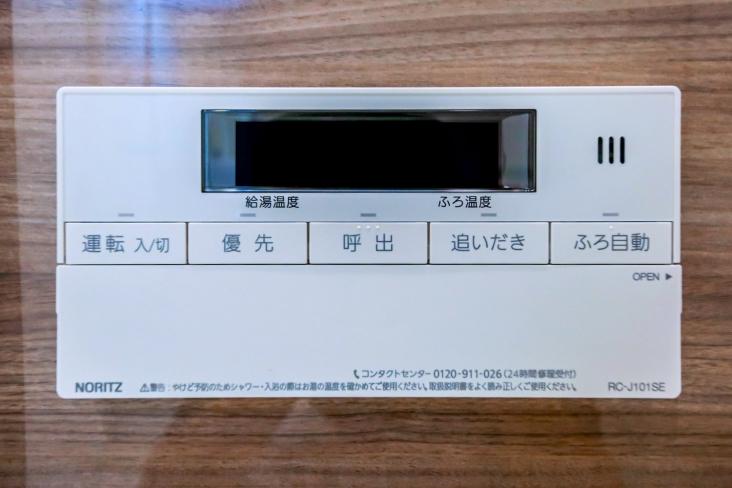 給湯温度 ふろ温度
運転 入/切 優先 呼出 追いだき ふろ自動
OPEN ▶
コンタクトセンター 0120-911-026 (24時間修理受付)
NORITZ ⚠警告:やけど予防のためシャワー・入浴の際はお湯の温度を確かめてご使用ください。取扱説明書をよく読み正しくご使用ください。 RC-J101SE